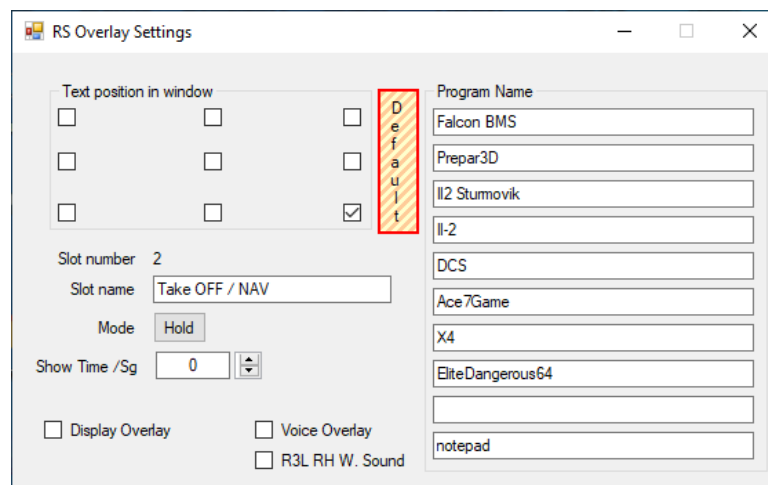 RS Overlay Settings
Text position in window
Default
Slot number 2
Slot name Take OFF / NAV
Mode Hold
Show Time /Sg 0
Display Overlay
Voice Overlay
R3L RH W. Sound
Program Name
Falcon BMS
Prepar3D
Il2 Sturmovik
Il-2
DCS
Ace7Game
X4
EliteDangerous64
notepad